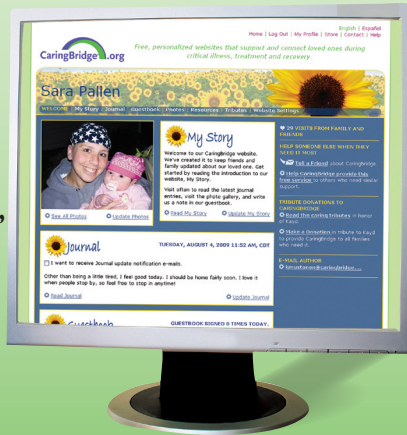 English | Español
Home | Log Out | My Profile | Store | Contact | Help
CaringBridge.org
Free, personalized websites that support and connect loved ones during
critical illness, treatment and recovery.
Sara Pallen
WELCOME | My Story | Journal | Guestbook | Photos | Resources | Tributes | Website Settings
My Story
Welcome to our CaringBridge website.
We've created it to keep friends and
family updated about our loved one. Get
started by reading the introduction to our
website, My Story.
Visit often to read the latest journal
entries, visit the photo gallery and write
us a note in our guestbook.
Read My Story
Update My Story
See All Photos
Update Photos
29 VISITS FROM FAMILY AND
FRIENDS
HELP SOMEONE ELSE WHEN THEY
NEED IT MOST
Tell a Friend about CaringBridge.
Help CaringBridge provide this
free service to others who need similar
support.
TRIBUTE DONATIONS TO
CARINGBRIDGE
Read the caring tributes in honor
of
Make a Donation in tribute to
to provide CaringBridge to all families
who need it.
E-MAIL AUTHOR
Journal
TUESDAY, AUGUST 4, 2009 11:52 AM, CDT
I want to receive Journal update notification e-mails.
Other than being a little tired, I feel good today. I should be home fairly soon. I love it
when people stop by, so feel free to stop in anytime!
Read Journal
Update Journal
Guestbook
GUESTBOOK SIGNED 6 TIMES TODAY.